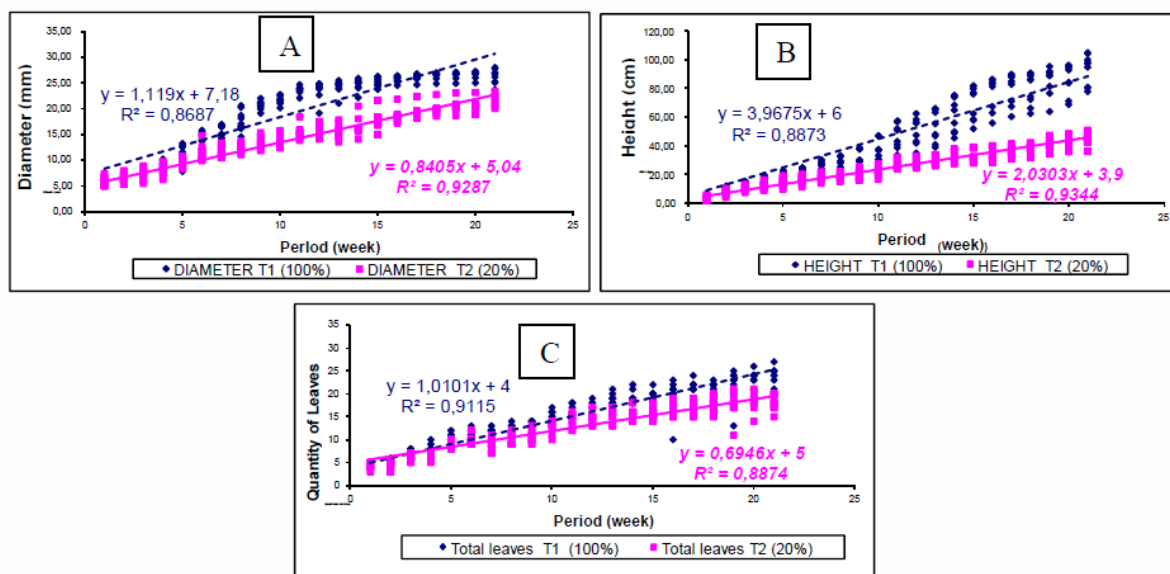 A
Diameter (mm)
35,00
30,00
25,00
20,00
15,00
10,00
5,00
0,00
y = 1,119x + 7,18
R² = 0,8687
y = 0,8405x + 5,04
R² = 0,9287
0
5
10
15
20
25
Period (week)
DIAMETER T1 (100%)
DIAMETER T2 (20%)
B
Height (cm)
120,00
100,00
80,00
60,00
40,00
20,00
0,00
y = 3,9675x + 6
R² = 0,8873
y = 2,0303x + 3,9
R² = 0,9344
0
5
10
15
20
25
Period (week)
HEIGHT T1 (100%)
HEIGHT T2 (20%)
C
Quantity of Leaves
35
30
25
20
15
10
5
0
y = 1,0101x + 4
R² = 0,9115
y = 0,6946x + 5
R² = 0,8874
0
5
10
15
20
25
Period (week)
Total leaves T1 (100%)
Total leaves T2 (20%)